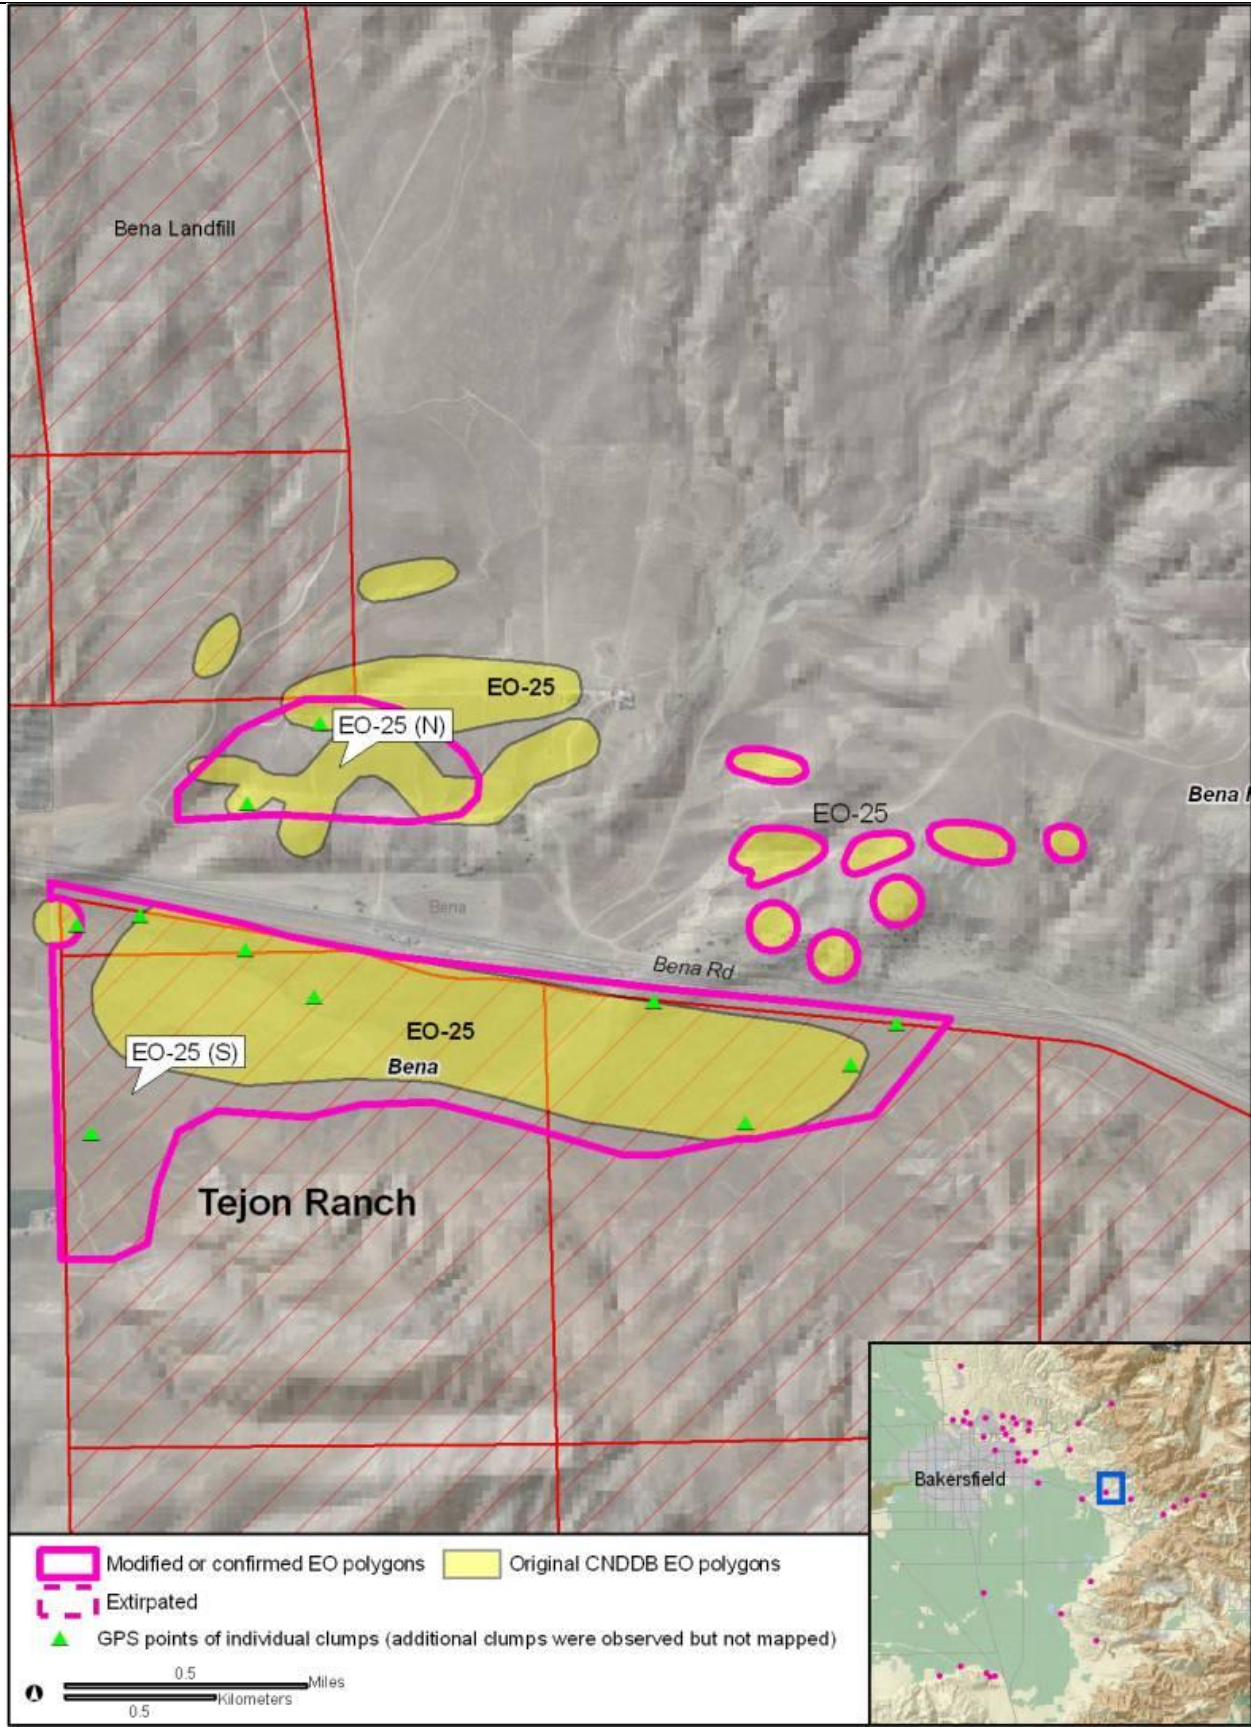 Bena Landfill
EO-25
EO-25 (N)
Bena
EO-25
Bena
Bena Rd
EO-25
Bena
EO-25 (S)
Tejon Ranch
Bakersfield
Modified or confirmed EO polygons
Original CNDDB EO polygons
Extirpated
GPS points of individual clumps (additional clumps were observed but not mapped)
0.5
Miles
Kilometers
0.5